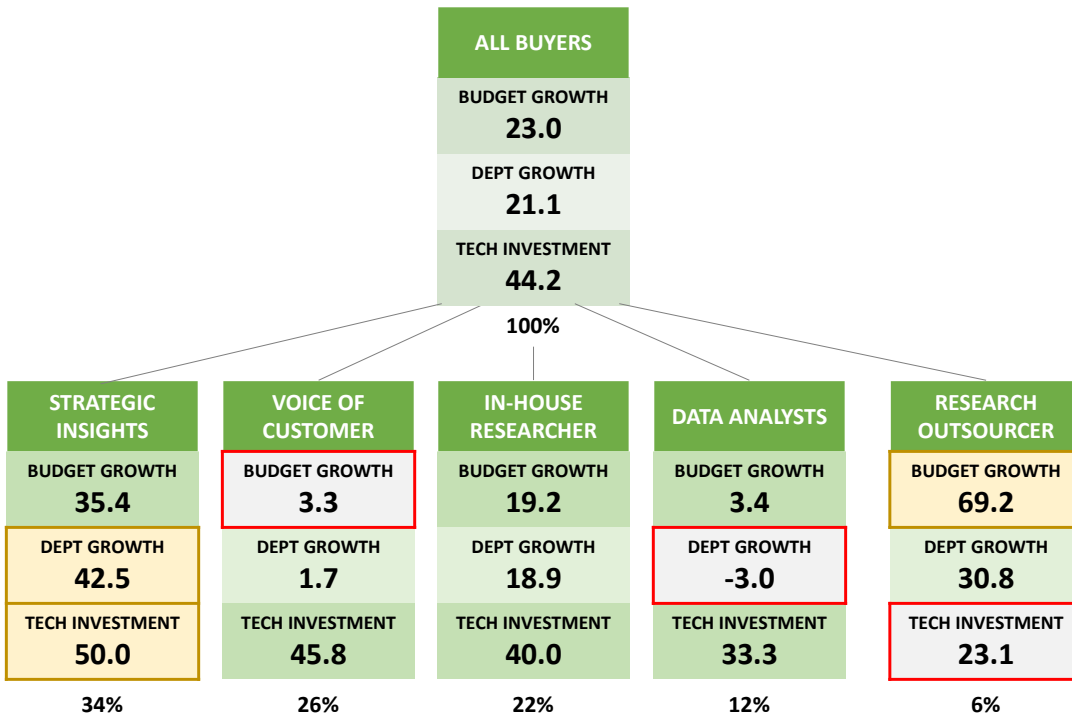 ALL BUYERS
BUDGET GROWTH
23.0
DEPT GROWTH
21.1
TECH INVESTMENT
44.2
100%
STRATEGIC
INSIGHTS
BUDGET GROWTH
35.4
DEPT GROWTH
42.5
TECH INVESTMENT
50.0
34%
VOICE OF
CUSTOMER
BUDGET GROWTH
3.3
DEPT GROWTH
1.7
TECH INVESTMENT
45.8
26%
IN-HOUSE
RESEARCHER
BUDGET GROWTH
19.2
DEPT GROWTH
18.9
TECH INVESTMENT
40.0
22%
DATA ANALYSTS
BUDGET GROWTH
3.4
DEPT GROWTH
-3.0
TECH INVESTMENT
33.3
12%
RESEARCH
OUTSOURCER
BUDGET GROWTH
69.2
DEPT GROWTH
30.8
TECH INVESTMENT
23.1
6%